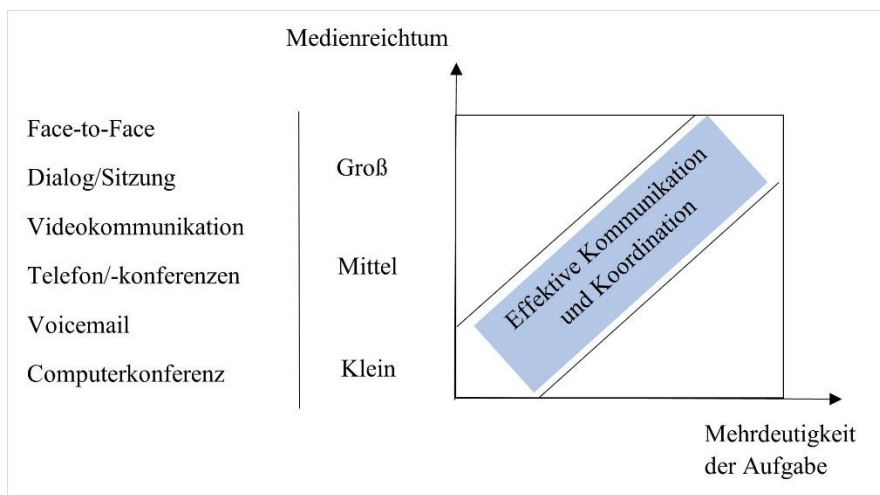 Medienreichtum
Face-to-Face
Dialog/Sitzung
Videokommunikation
Telefon/-konferenzen
Voicemail
Computerkonferenz
Groß
Mittel
Klein
Effektive Kommunikation
und Koordination
Mehrdeutigkeit
der Aufgabe